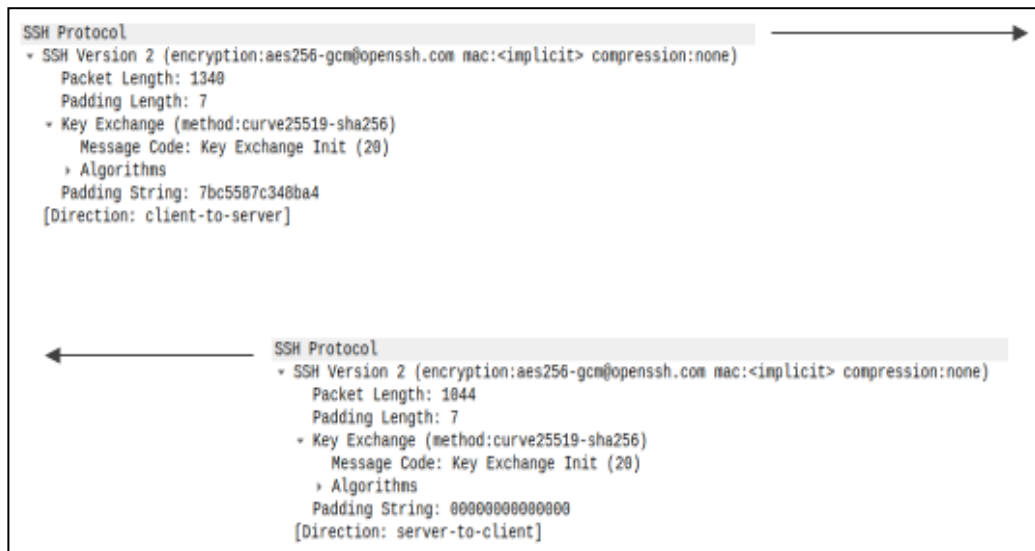 SSH Protocol
SSH Version 2 (encryption:aes256-gcm@openssh.com mac:<implicit> compression:none)
Packet Length: 1340
Padding Length: 7
Key Exchange (method:curve25519-sha256)
Message Code: Key Exchange Init (20)
Algorithms
Padding String: 7bc5587c348ba4
[Direction: client-to-server]
SSH Protocol
SSH Version 2 (encryption:aes256-gcm@openssh.com mac:<implicit> compression:none)
Packet Length: 1044
Padding Length: 7
Key Exchange (method:curve25519-sha256)
Message Code: Key Exchange Init (20)
Algorithms
Padding String: 00000000000000
[Direction: server-to-client]